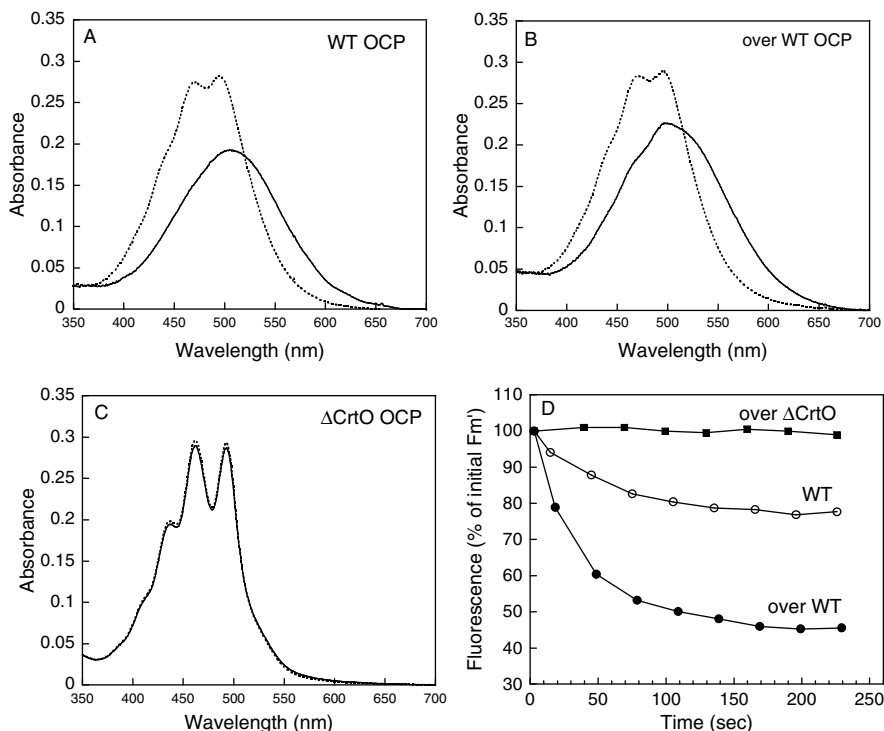 A
WT OCP
0.35
0.3
0.25
0.2
0.15
0.1
0.05
0
Absorbance
350 400 450 500 550 600 650 700
Wavelength (nm)
B
over WT OCP
0.35
0.3
0.25
0.2
0.15
0.1
0.05
0
Absorbance
350 400 450 500 550 600 650 700
Wavelength (nm)
C
ΔCrtO OCP
0.35
0.3
0.25
0.2
0.15
0.1
0.05
0
Absorbance
350 400 450 500 550 600 650 700
Wavelength (nm)
D
over ΔCrtO
WT
over WT
110
100
90
80
70
60
50
40
30
Fluorescence (% of initial Fm')
0 50 100 150 200 250
Time (sec)